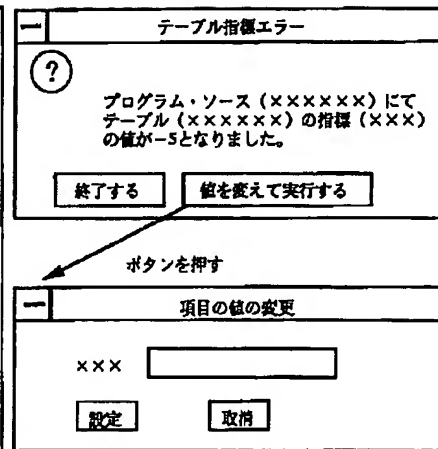 テーブル指標エラー
?
プログラム・ソース（××××××）にて
テーブル（××××××）の指標（×××）
の値が−5となりました。
終了する 値を変えて実行する
ボタンを押す
項目の値の変更
×××
設定 取消